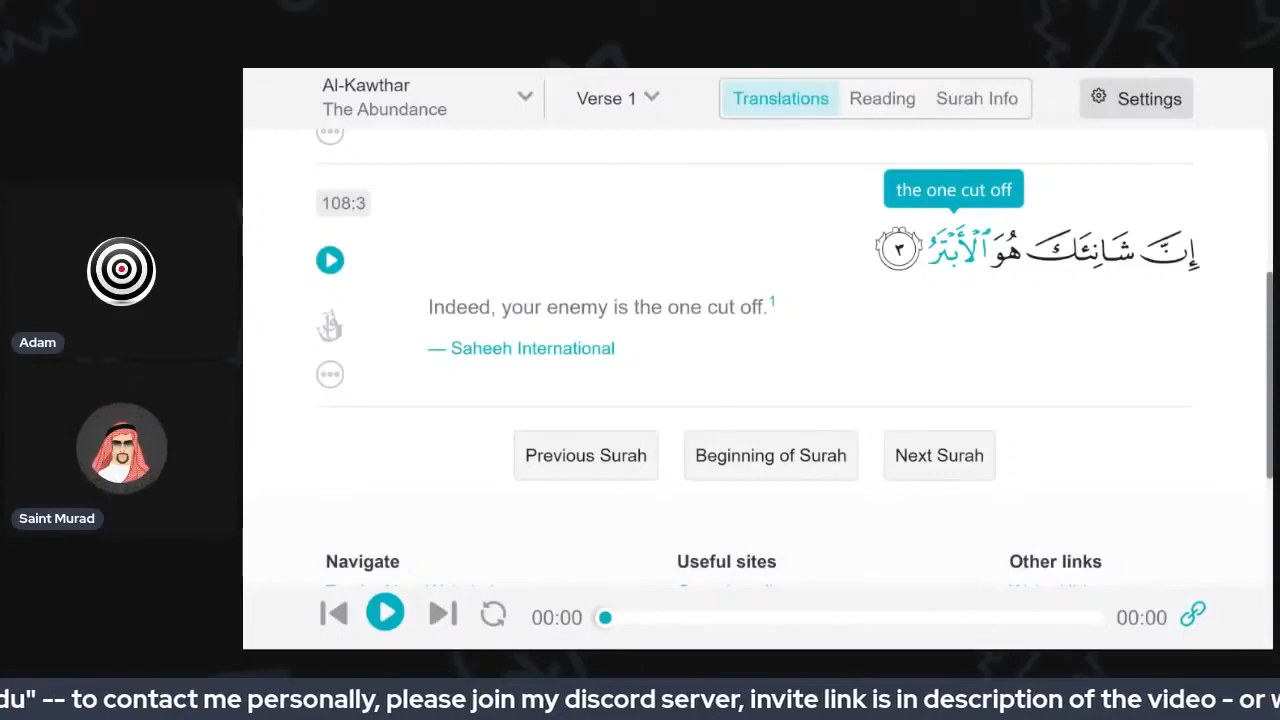 Al-Kawthar
The Abundance
Verse 1
Translations
Reading
Surah Info
Settings
108:3
the one cut off
إِنَّ شَانِئَكَ هُوَ ٱلْأَبْتَرُ ٣
Indeed, your enemy is the one cut off.1
— Saheeh International
Previous Surah
Beginning of Surah
Next Surah
Navigate
Useful sites
Other links
00:00
00:00
Adam
Saint Murad
du" -- to contact me personally, please join my discord server, invite link is in description of the video - or